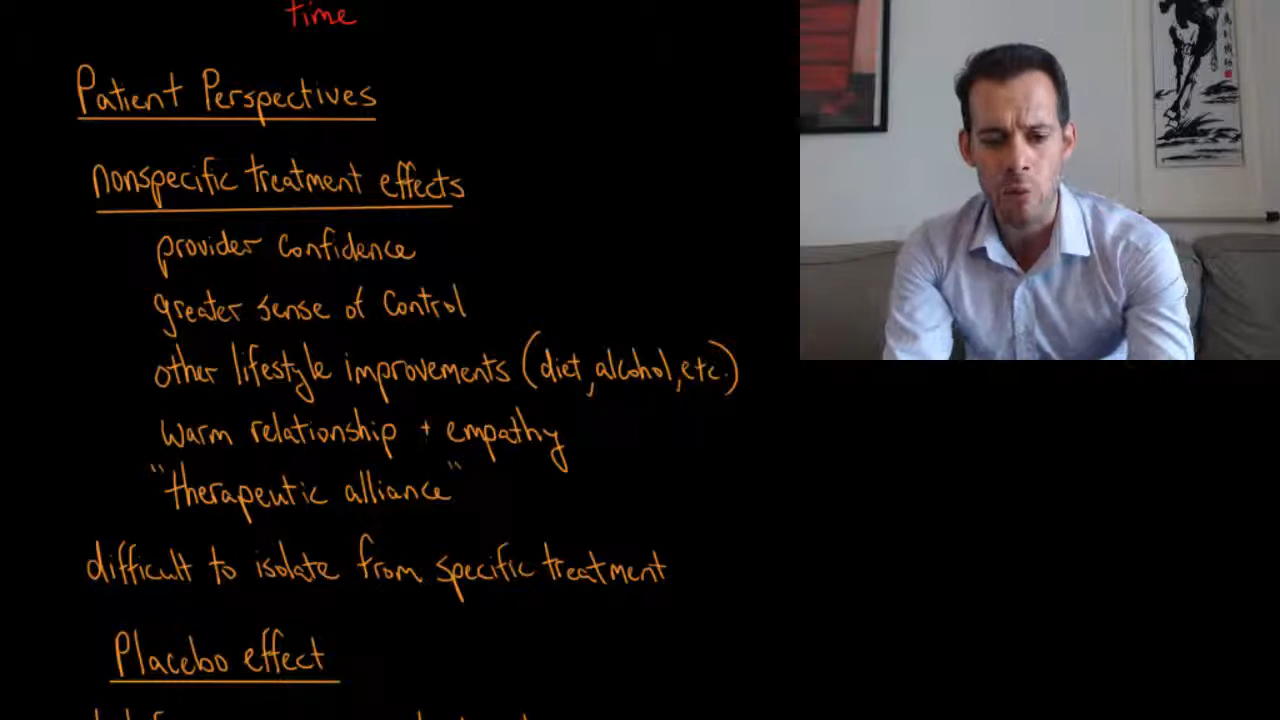 time
Patient Perspectives
nonspecific treatment effects
provider confidence
greater sense of control
other lifestyle improvements (diet, alcohol, etc.)
warm relationship + empathy
"therapeutic alliance"
difficult to isolate from specific treatment
Placebo effect